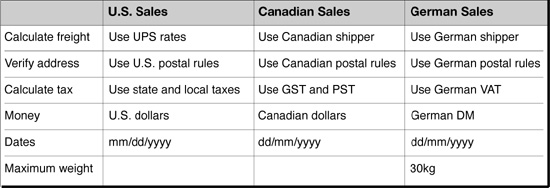 U.S. Sales Canadian Sales German Sales
Calculate freight Use UPS rates Use Canadian shipper Use German shipper
Verify address Use U.S. postal rules Use Canadian postal rules Use German postal rules
Calculate tax Use state and local taxes Use GST and PST Use German VAT
Money U.S. dollars Canadian dollars German DM
Dates mm/dd/yyyy dd/mm/yyyy dd/mm/yyyy
Maximum weight 30kg